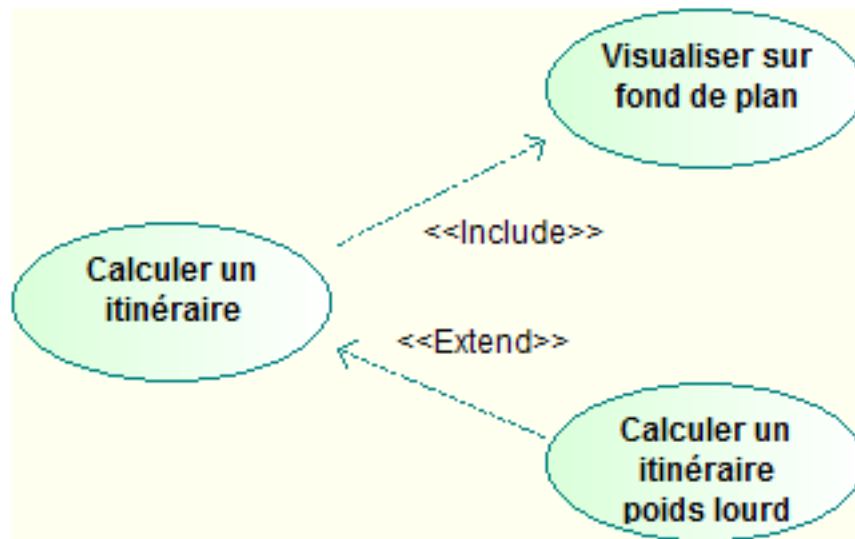 Visualiser sur
fond de plan
<<Include>>
Calculer un
itinéraire
<<Extend>>
Calculer un
itinéraire
poids lourd